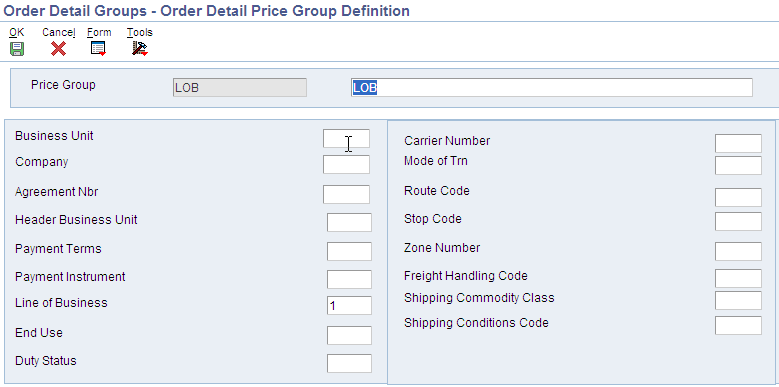 Order Detail Groups - Order Detail Price Group Definition
OK Cancel Form Tools
Price Group LOB LOB
Business Unit
Company
Agreement Nbr
Header Business Unit
Payment Terms
Payment Instrument
Line of Business 1
End Use
Duty Status
Carrier Number
Mode of Trn
Route Code
Stop Code
Zone Number
Freight Handling Code
Shipping Commodity Class
Shipping Conditions Code